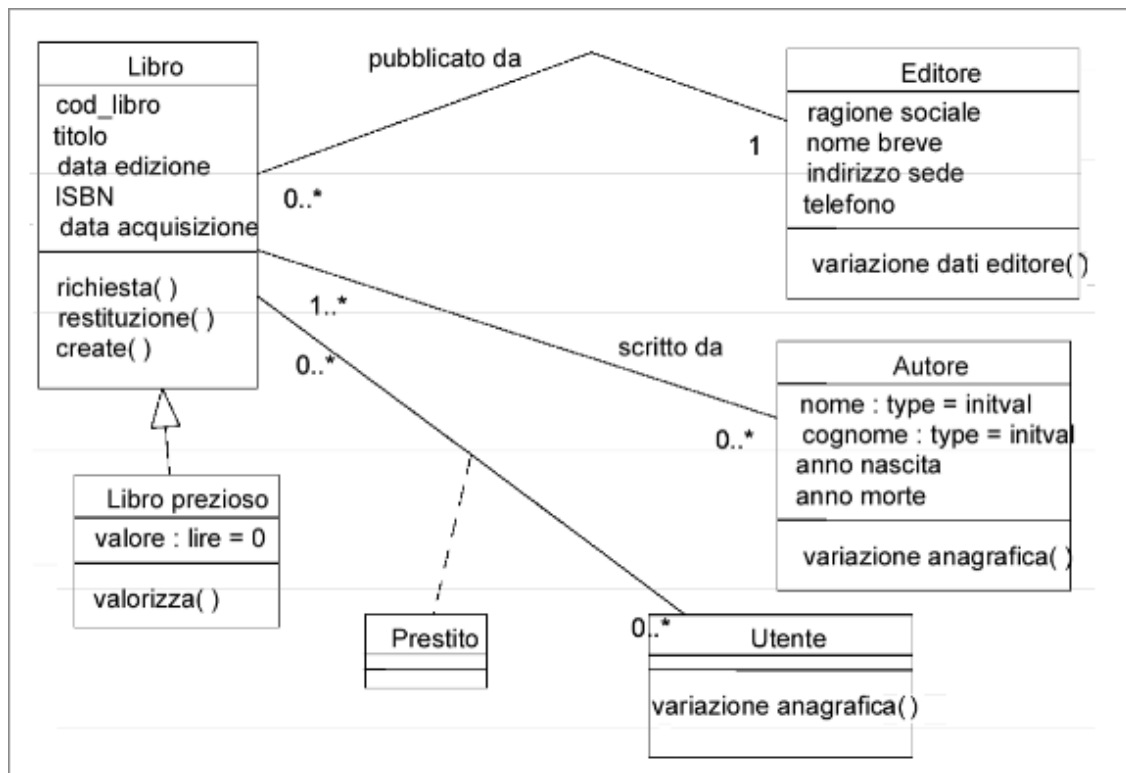 Libro
cod_libro
titolo
data edizione
ISBN
data acquisizione
richiesta( )
restituzione( )
create( )
pubblicato da
0..*
1
Editore
ragione sociale
nome breve
indirizzo sede
telefono
variazione dati editore( )
1..*
scritto da
0..*
Autore
nome : type = initval
cognome : type = initval
anno nascita
anno morte
variazione anagrafica( )
0..*
Libro prezioso
valore : lire = 0
valorizza( )
Prestito
0..*
Utente
variazione anagrafica( )